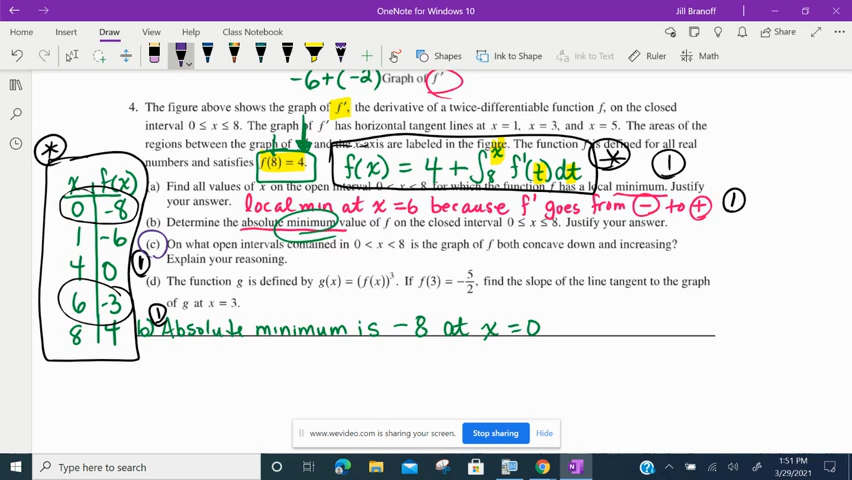 OneNote for Windows 10
Jill Branoff
Home Insert Draw View Help Class Notebook
Share
Shapes Ink to Shape Ink to Text Ruler Math
-6+(-2) Graph of f'
4. The figure above shows the graph of f', the derivative of a twice-differentiable function f, on the closed
interval 0 ≤ x ≤ 8. The graph of f' has horizontal tangent lines at x = 1, x = 3, and x = 5. The areas of the
regions between the graph of f' and the x-axis are labeled in the figure. The function f is defined for all real
numbers and satisfies f(8) = 4.
f(x) = 4 + ∫₈ˣ f'(t) dt * 1
(a) Find all values of x on the open interval 0 < x < 8 for which the function f has a local minimum. Justify
your answer. local min at x=6 because f' goes from − to + 1
(b) Determine the absolute minimum value of f on the closed interval 0 ≤ x ≤ 8. Justify your answer.
(c) On what open intervals contained in 0 < x < 8 is the graph of f both concave down and increasing?
Explain your reasoning.
(d) The function g is defined by g(x) = (f(x))³. If f(3) = −5/2, find the slope of the line tangent to the graph
of g at x = 3.
*
x f(x)
0 -8
1 -6
4 0 1
6 -3 1
8 4
b) Absolute minimum is -8 at x=0
www.wevideo.com is sharing your screen. Stop sharing Hide
Type here to search
1:51 PM
3/29/2021